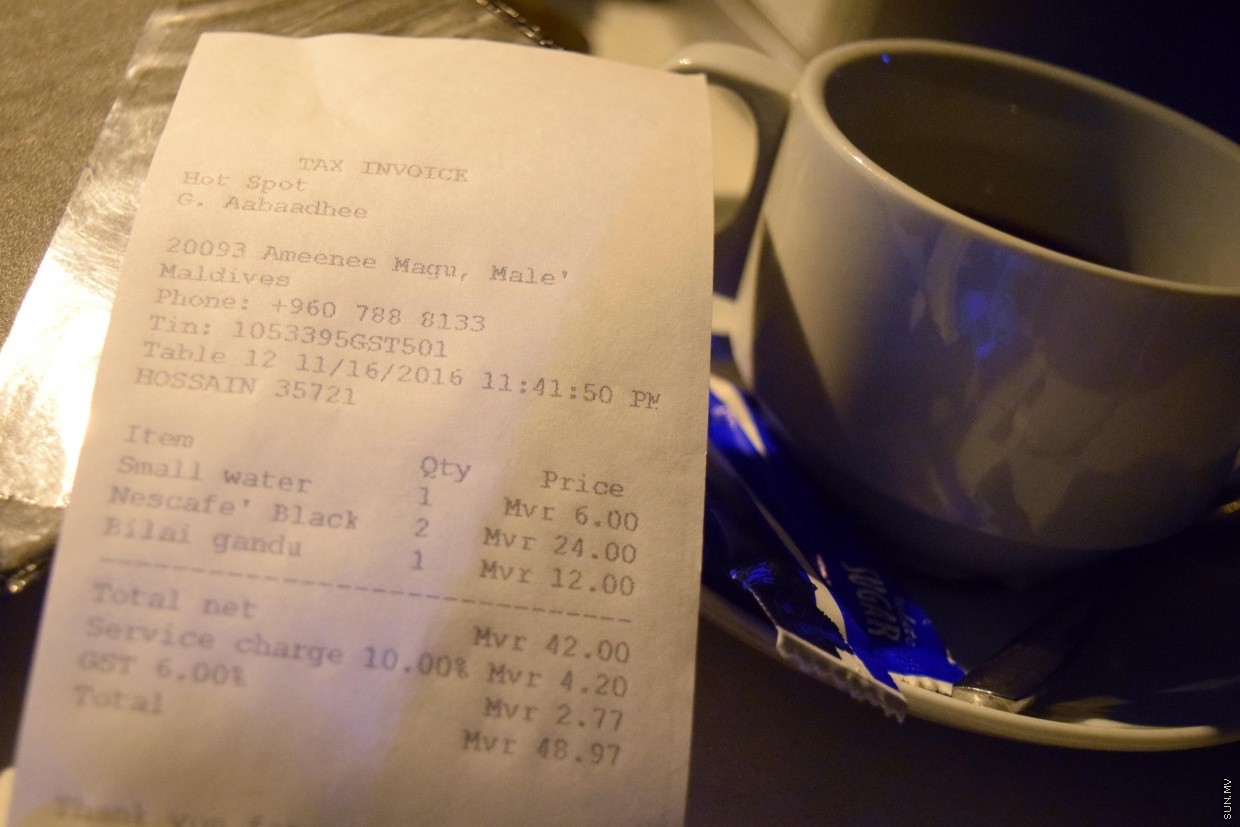 TAX INVOICE
Hot Spot
G. Aabaadhee
20093 Ameenee Magu, Male'
Maldives
Phone: +960 788 8133
Tin: 1053395GST501
Table 12 11/16/2016 11:41:50 PM
HOSSAIN 35721
Item Qty Price
Small water 1 Mvr 6.00
Nescafe' Black 2 Mvr 24.00
Bilai gandu 1 Mvr 12.00
--------------------------------
Total net Mvr 42.00
Service charge 10.00% Mvr 4.20
GST 6.00% Mvr 2.77
Total Mvr 48.97
Thank you for
SUGAR
SUN.MV